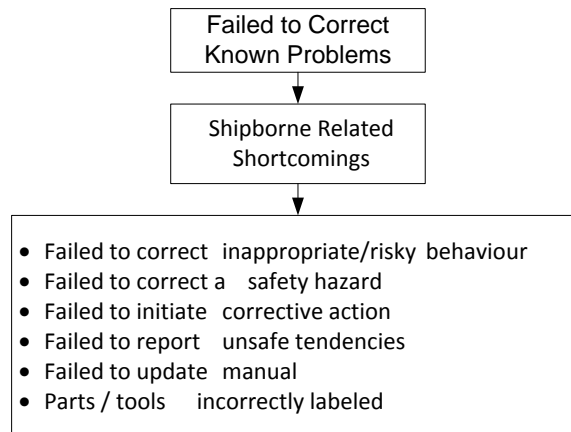 Failed to Correct
Known Problems
Shipborne Related
Shortcomings
• Failed to correct inappropriate/risky behaviour
• Failed to correct a safety hazard
• Failed to initiate corrective action
• Failed to report unsafe tendencies
• Failed to update manual
• Parts / tools incorrectly labeled